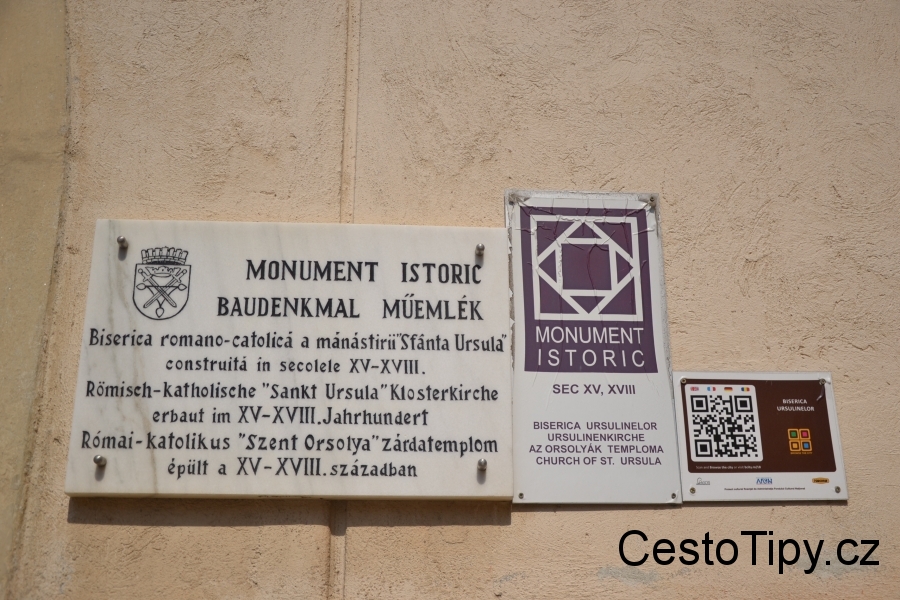 MONUMENT ISTORIC
BAUDENKMAL MŰEMLÉK
Biserica romano-catolică a mănăstirii "Sfânta Ursula"
construită în secolele XV-XVIII.
Römisch-katholische "Sankt Ursula" Klosterkirche
erbaut im XV-XVIII. Jahrhundert
Római-katolikus "Szent Orsolya" zárdatemplom
épült a XV-XVIII. században
MONUMENT
ISTORIC
SEC XV, XVIII
BISERICA URSULINELOR
URSULINENKIRCHE
AZ ORSOLYÁK TEMPLOMA
CHURCH OF ST. URSULA
BISERICA
URSULINELOR
CestoTipy.cz